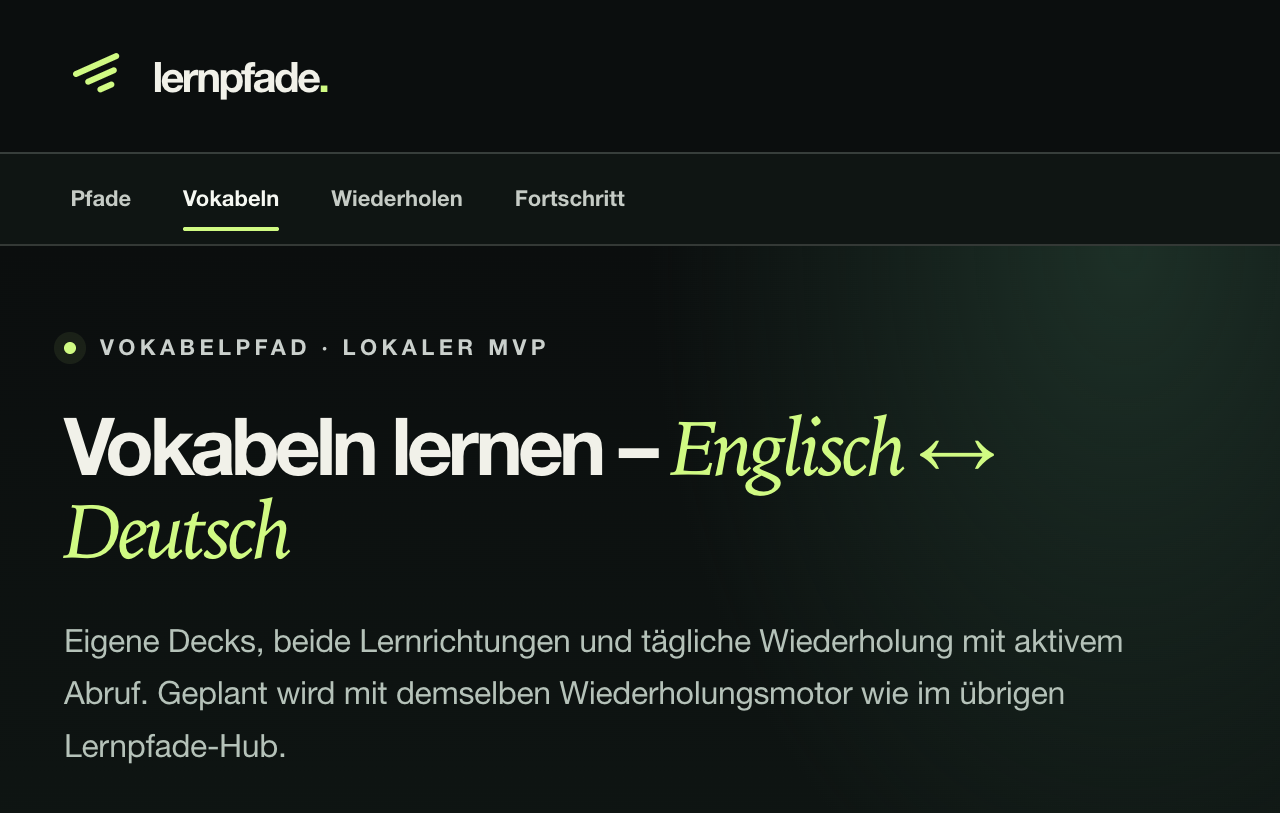 lernpfade.
Pfade Vokabeln Wiederholen Fortschritt
VOKABELPFAD · LOKALER MVP
Vokabeln lernen – Englisch ↔
Deutsch
Eigene Decks, beide Lernrichtungen und tägliche Wiederholung mit aktivem
Abruf. Geplant wird mit demselben Wiederholungsmotor wie im übrigen
Lernpfade-Hub.